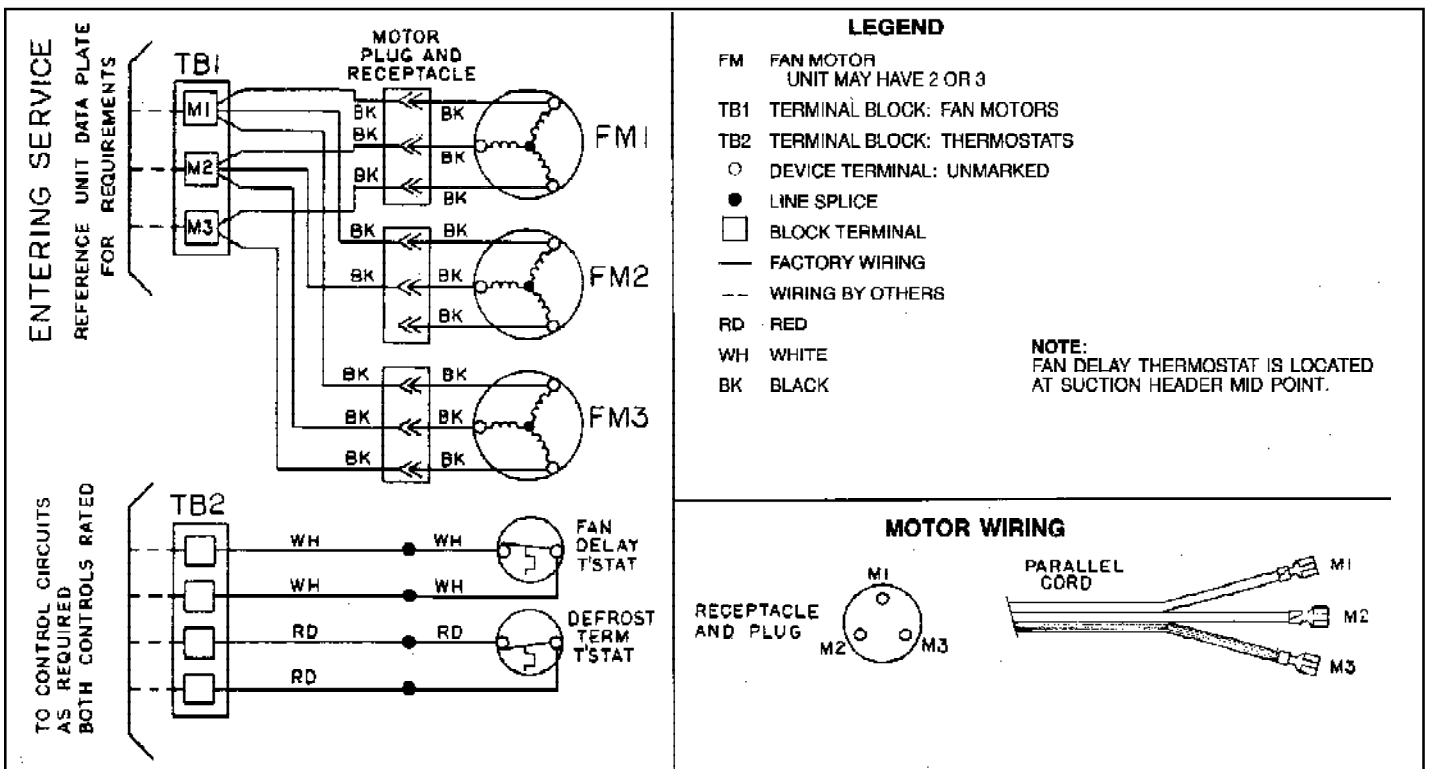 ENTERING SERVICE
REFERENCE UNIT DATA PLATE
FOR REQUIREMENTS
TB1
M1
M2
M3
MOTOR
PLUG AND
RECEPTACLE
BK
BK
BK
BK
BK
BK
FM1
BK
BK
BK
BK
BK
FM2
BK
BK
BK
BK
BK
BK
FM3
TO CONTROL CIRCUITS
AS REQUIRED
BOTH CONTROLS RATED
TB2
WH
WH
WH
WH
FAN
DELAY
T'STAT
RD
RD
RD
DEFROST
TERM
T'STAT
LEGEND
FM FAN MOTOR
UNIT MAY HAVE 2 OR 3
TB1 TERMINAL BLOCK: FAN MOTORS
TB2 TERMINAL BLOCK: THERMOSTATS
DEVICE TERMINAL: UNMARKED
LINE SPLICE
BLOCK TERMINAL
FACTORY WIRING
WIRING BY OTHERS
RD RED
WH WHITE
BK BLACK
NOTE:
FAN DELAY THERMOSTAT IS LOCATED
AT SUCTION HEADER MID POINT.
MOTOR WIRING
RECEPTACLE
AND PLUG
M1
M2
M3
PARALLEL
CORD
M1
M2
M3